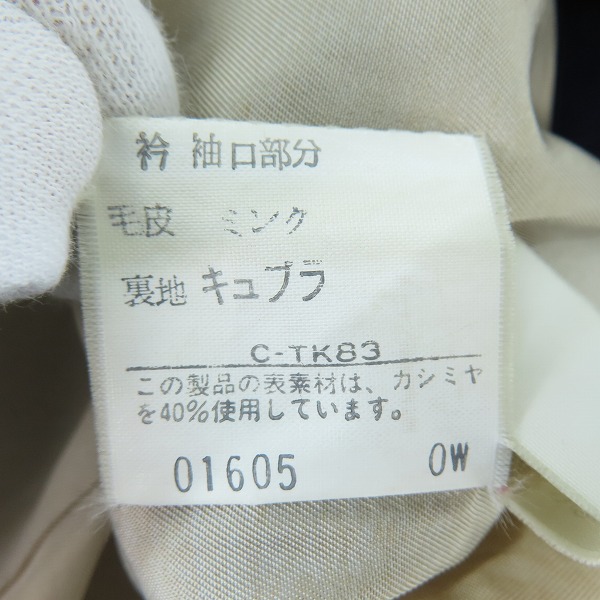 衿 袖口部分
毛皮 ミンク
裏地 キュプラ
C-TK83
この製品の表素材は、カシミヤ
を40%使用しています。
01605 0W